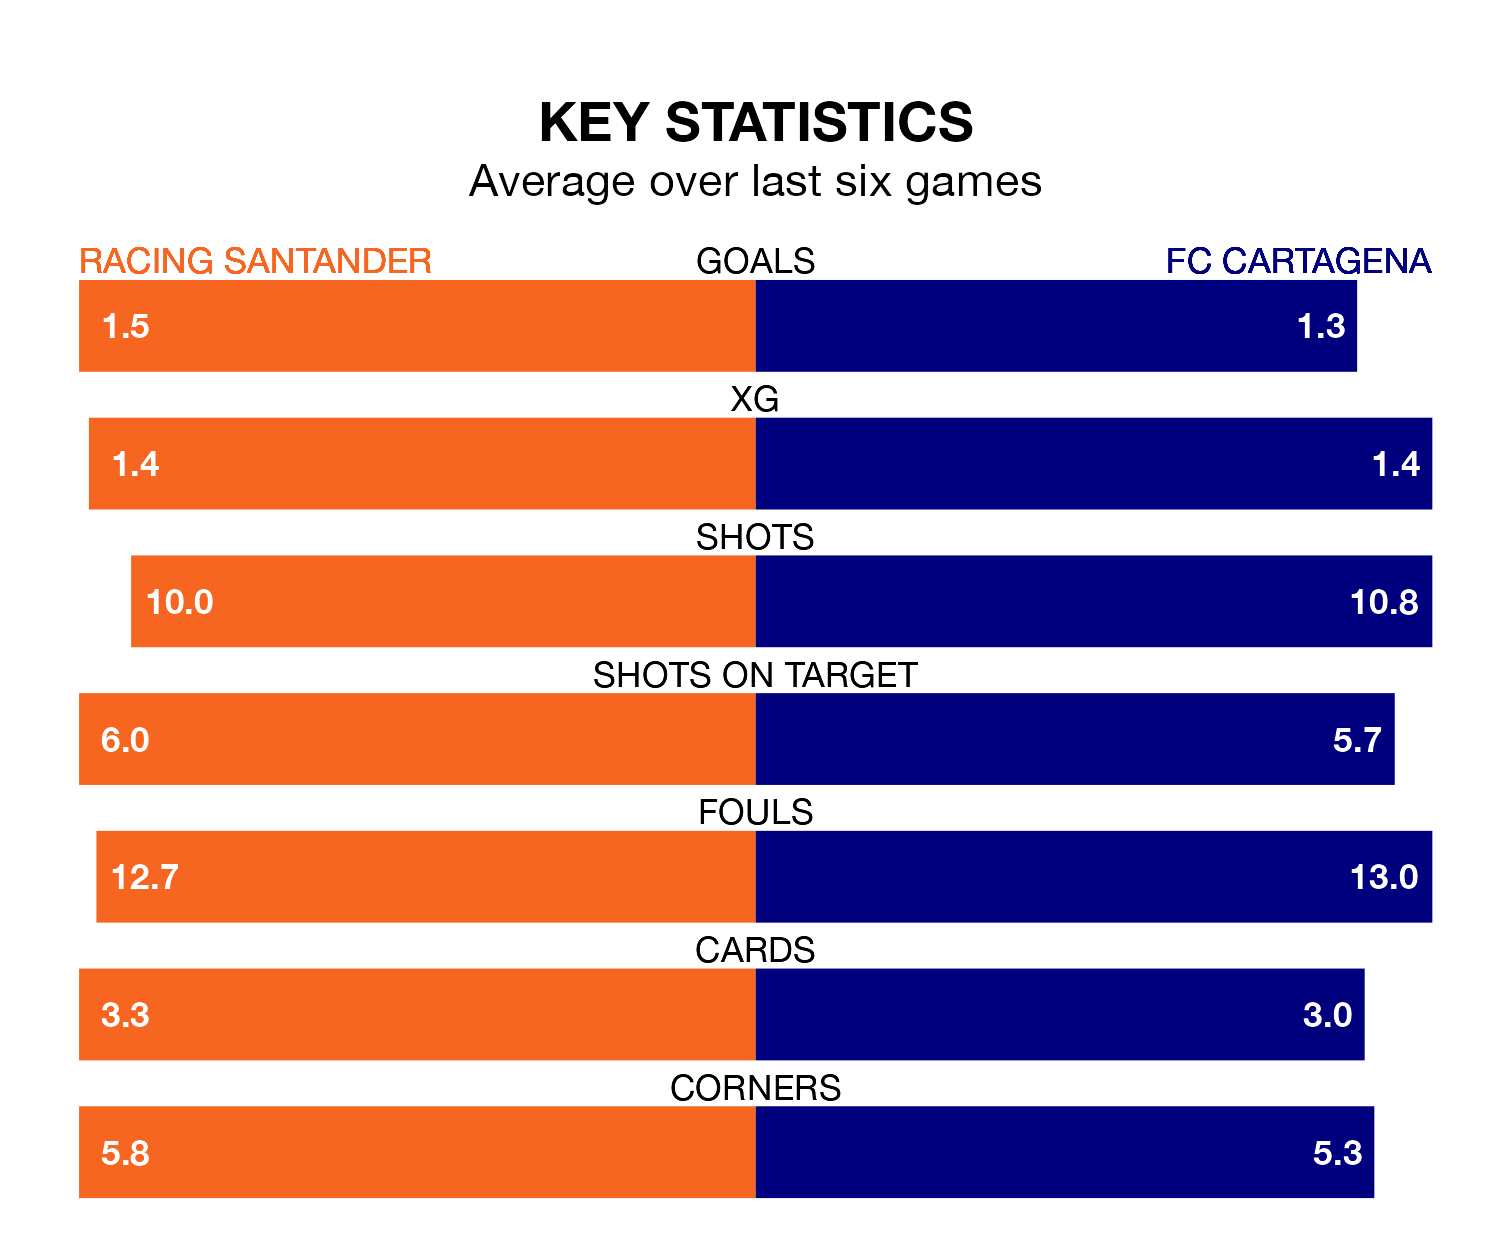 KEY STATISTICS
Average over last six games
RACING SANTANDER GOALS FC CARTAGENA
1.5 1.3
XG
1.4 1.4
SHOTS
10.0 10.8
SHOTS ON TARGET
6.0 5.7
FOULS
12.7 13.0
CARDS
3.3 3.0
CORNERS
5.8 5.3